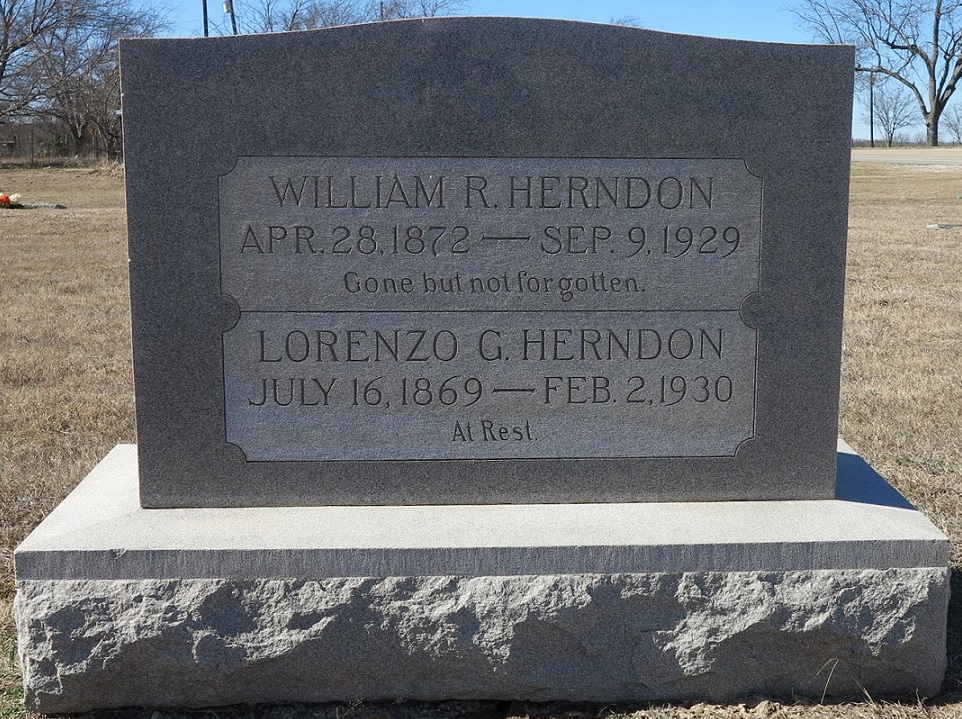 WILLIAM R. HERNDON
APR. 28, 1872 — SEP. 9, 1929
Gone but not forgotten.
LORENZO G. HERNDON
JULY 16, 1869 — FEB. 2, 1930
At Rest.